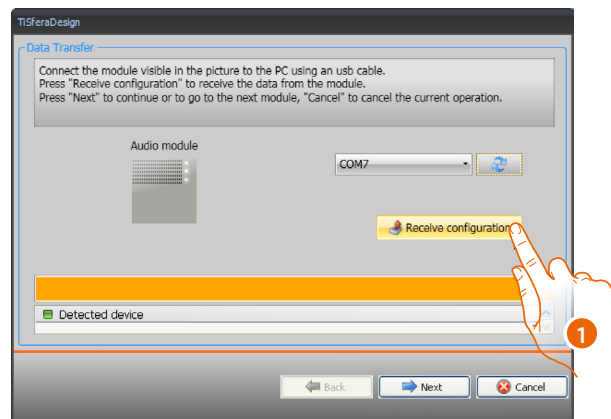 TiSferaDesign
Data Transfer
Connect the module visible in the picture to the PC using an usb cable.
Press "Receive configuration" to receive the data from the module.
Press "Next" to continue or to go to the next module, "Cancel" to cancel the current operation.
Audio module
COM7
Receive configuration
Detected device
1
Back
Next
Cancel